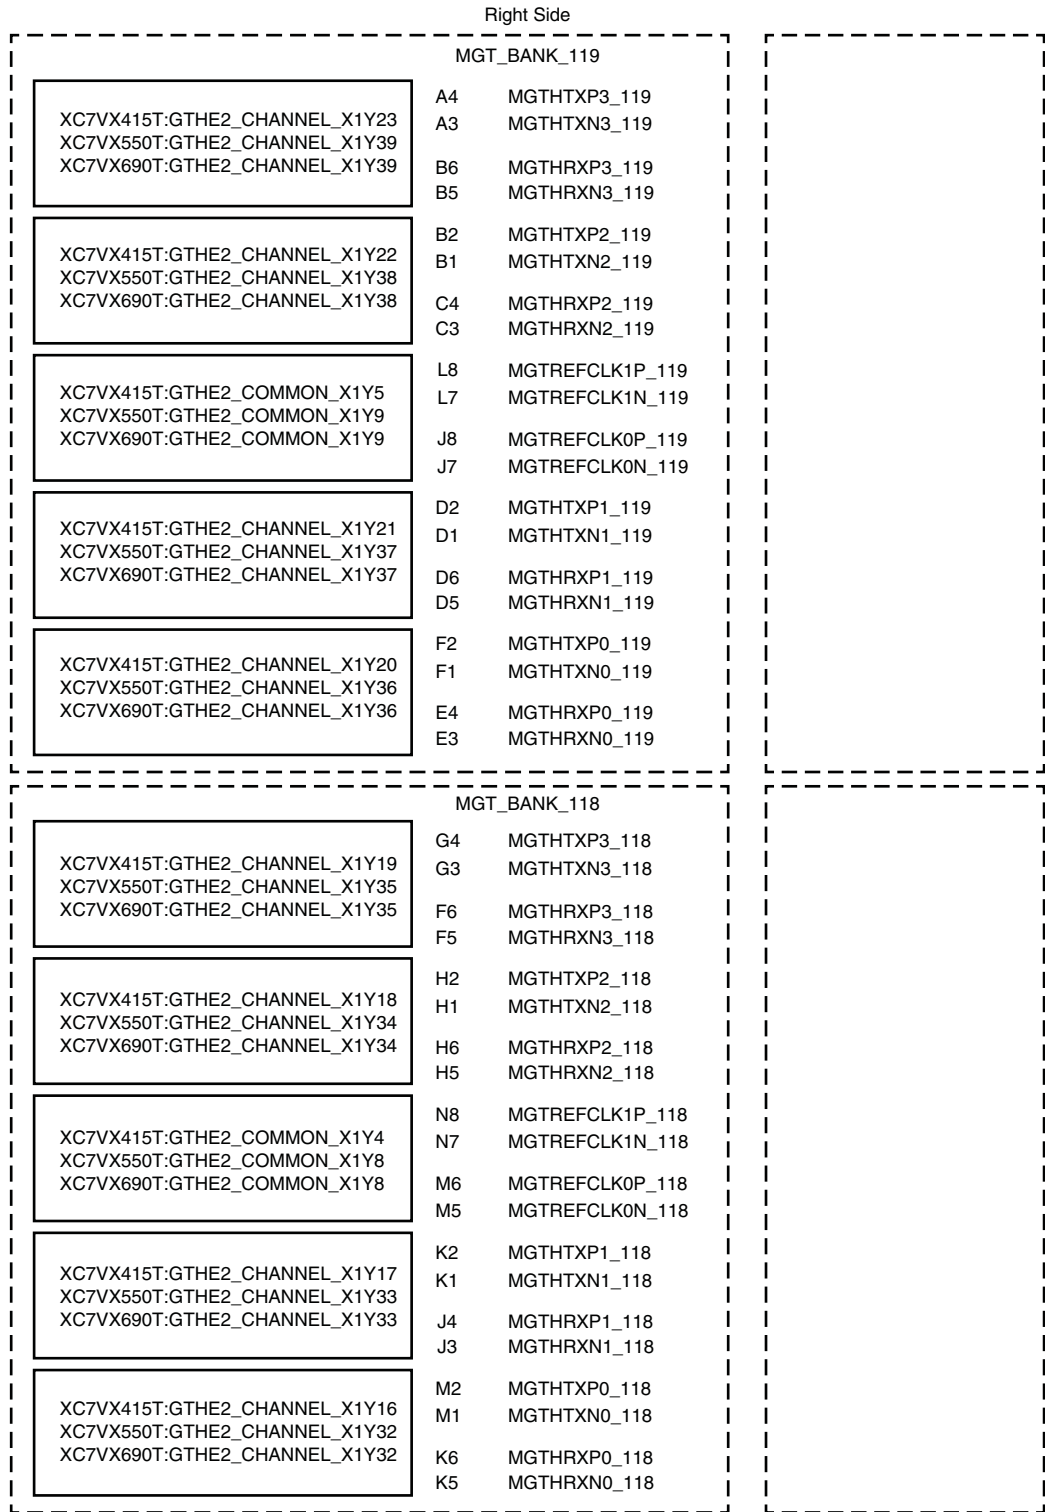 Right Side
MGT_BANK_119
XC7VX415T:GTHE2_CHANNEL_X1Y23
XC7VX550T:GTHE2_CHANNEL_X1Y39
XC7VX690T:GTHE2_CHANNEL_X1Y39
A4 MGTHTXP3_119
A3 MGTHTXN3_119
B6 MGTHRXP3_119
B5 MGTHRXN3_119
XC7VX415T:GTHE2_CHANNEL_X1Y22
XC7VX550T:GTHE2_CHANNEL_X1Y38
XC7VX690T:GTHE2_CHANNEL_X1Y38
B2 MGTHTXP2_119
B1 MGTHTXN2_119
C4 MGTHRXP2_119
C3 MGTHRXN2_119
XC7VX415T:GTHE2_COMMON_X1Y5
XC7VX550T:GTHE2_COMMON_X1Y9
XC7VX690T:GTHE2_COMMON_X1Y9
L8 MGTREFCLK1P_119
L7 MGTREFCLK1N_119
J8 MGTREFCLK0P_119
J7 MGTREFCLK0N_119
XC7VX415T:GTHE2_CHANNEL_X1Y21
XC7VX550T:GTHE2_CHANNEL_X1Y37
XC7VX690T:GTHE2_CHANNEL_X1Y37
D2 MGTHTXP1_119
D1 MGTHTXN1_119
D6 MGTHRXP1_119
D5 MGTHRXN1_119
XC7VX415T:GTHE2_CHANNEL_X1Y20
XC7VX550T:GTHE2_CHANNEL_X1Y36
XC7VX690T:GTHE2_CHANNEL_X1Y36
F2 MGTHTXP0_119
F1 MGTHTXN0_119
E4 MGTHRXP0_119
E3 MGTHRXN0_119
MGT_BANK_118
XC7VX415T:GTHE2_CHANNEL_X1Y19
XC7VX550T:GTHE2_CHANNEL_X1Y35
XC7VX690T:GTHE2_CHANNEL_X1Y35
G4 MGTHTXP3_118
G3 MGTHTXN3_118
F6 MGTHRXP3_118
F5 MGTHRXN3_118
XC7VX415T:GTHE2_CHANNEL_X1Y18
XC7VX550T:GTHE2_CHANNEL_X1Y34
XC7VX690T:GTHE2_CHANNEL_X1Y34
H2 MGTHTXP2_118
H1 MGTHTXN2_118
H6 MGTHRXP2_118
H5 MGTHRXN2_118
XC7VX415T:GTHE2_COMMON_X1Y4
XC7VX550T:GTHE2_COMMON_X1Y8
XC7VX690T:GTHE2_COMMON_X1Y8
N8 MGTREFCLK1P_118
N7 MGTREFCLK1N_118
M6 MGTREFCLK0P_118
M5 MGTREFCLK0N_118
XC7VX415T:GTHE2_CHANNEL_X1Y17
XC7VX550T:GTHE2_CHANNEL_X1Y33
XC7VX690T:GTHE2_CHANNEL_X1Y33
K2 MGTHTXP1_118
K1 MGTHTXN1_118
J4 MGTHRXP1_118
J3 MGTHRXN1_118
XC7VX415T:GTHE2_CHANNEL_X1Y16
XC7VX550T:GTHE2_CHANNEL_X1Y32
XC7VX690T:GTHE2_CHANNEL_X1Y32
M2 MGTHTXP0_118
M1 MGTHTXN0_118
K6 MGTHRXP0_118
K5 MGTHRXN0_118